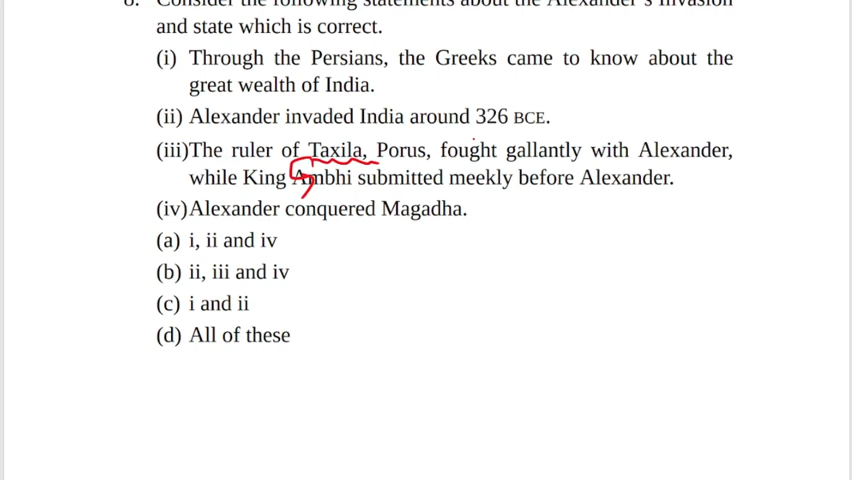 8. Consider the following statements about the Alexander's invasion
and state which is correct.
(i) Through the Persians, the Greeks came to know about the
great wealth of India.
(ii) Alexander invaded India around 326 BCE.
(iii)The ruler of Taxila, Porus, fought gallantly with Alexander,
while King Ambhi submitted meekly before Alexander.
(iv)Alexander conquered Magadha.
(a) i, ii and iv
(b) ii, iii and iv
(c) i and ii
(d) All of these